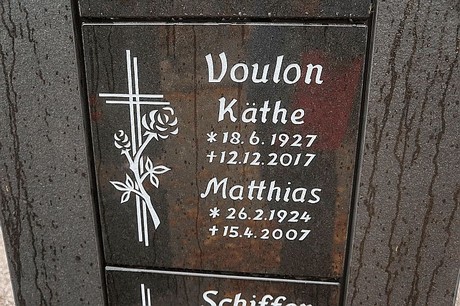 Voulon
Käthe
* 18. 6. 1927
† 12.12. 2017
Matthias
* 26.2.1924
† 15.4. 2007